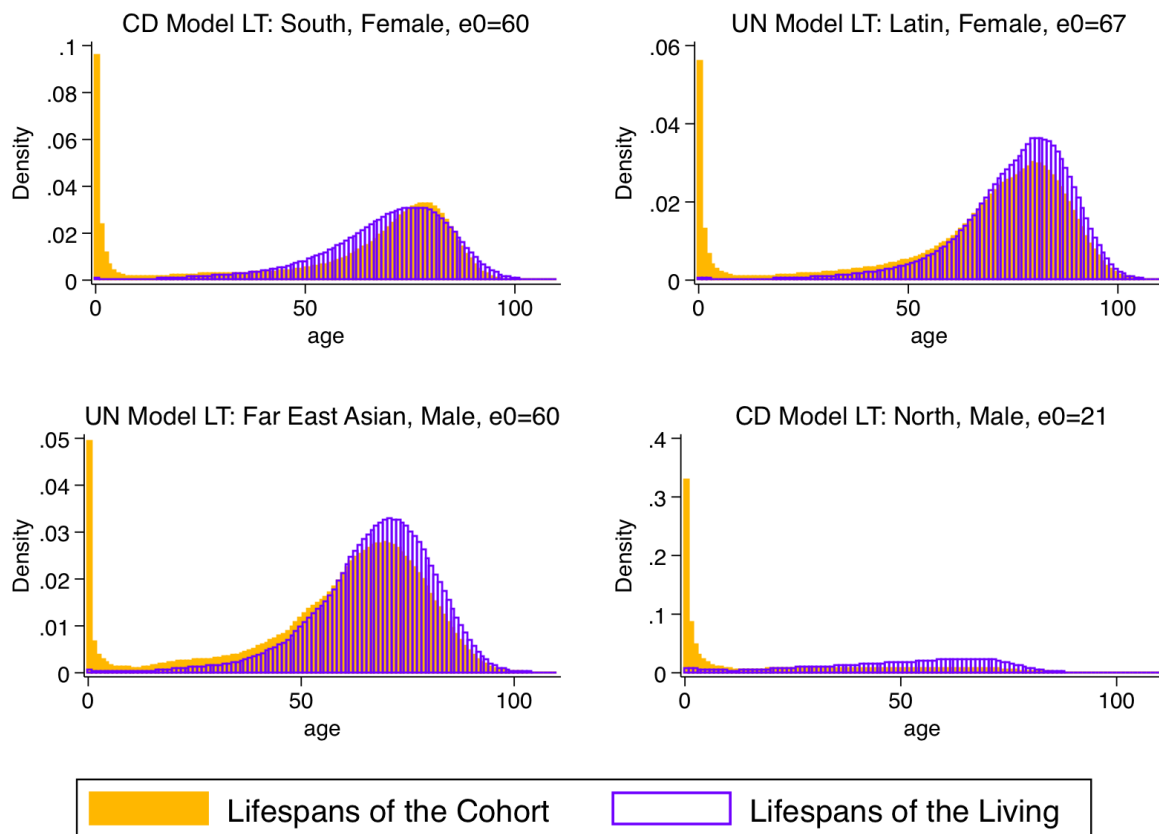 CD Model LT: South, Female, e0=60
.1
.08
.06
.04
.02
0
Density
0 50 100
age
UN Model LT: Latin, Female, e0=67
.06
.04
.02
0
Density
0 50 100
age
UN Model LT: Far East Asian, Male, e0=60
.05
.04
.03
.02
.01
0
Density
0 50 100
age
CD Model LT: North, Male, e0=21
.4
.3
.2
.1
0
Density
0 50 100
age
Lifespans of the Cohort Lifespans of the Living